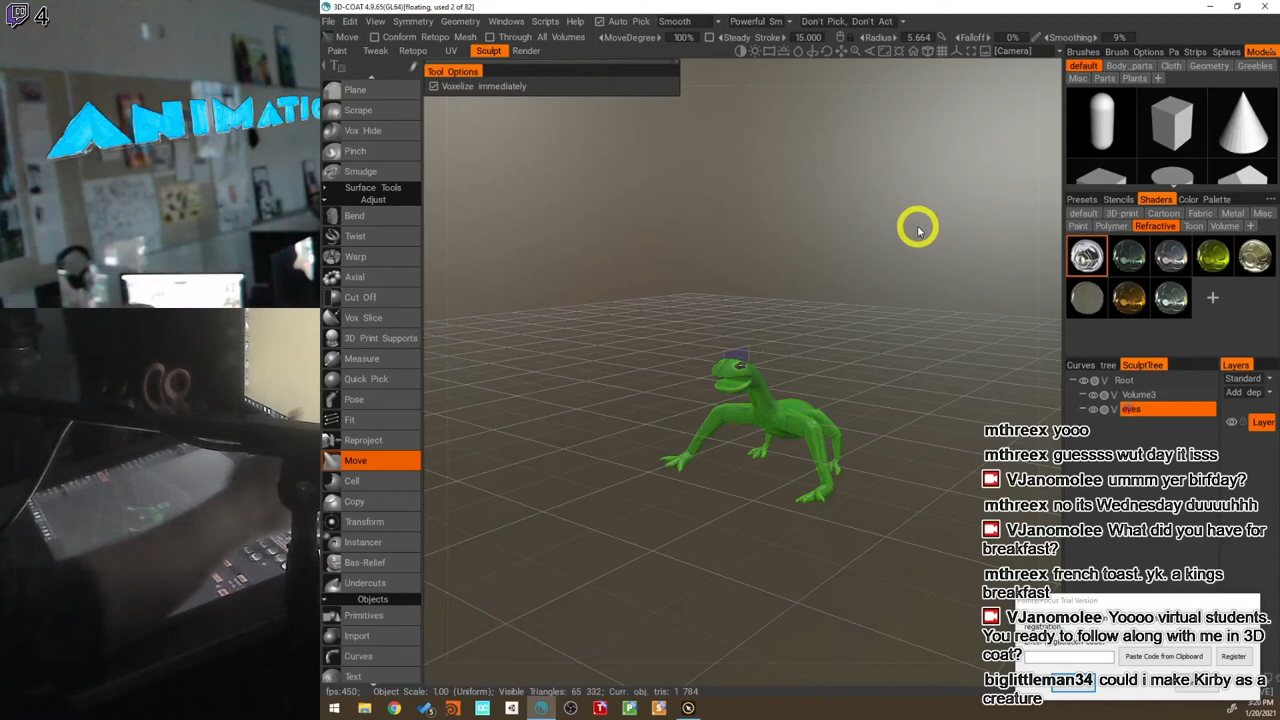 4
ANIMATIC
3D-COAT 4.9.65(GL64)[floating, used 2 of 82]
File Edit View Symmetry Geometry Windows Scripts Help Auto Pick Smooth Powerful Sm Don't Pick, Don't Act
Move Conform Retopo Mesh Through All Volumes MoveDegree 100% Steady Stroke 15.000 Radius 5.664 Falloff 0% Smoothing 9%
Paint Tweak Retopo UV Sculpt Render
[Camera]
Brushes Brush Options Pa Strips Splines Models
default Body_parts Cloth Geometry Greebles
Misc Parts Plants +
Tool Options
Voxelize immediately
Plane
Scrape
Vox Hide
Pinch
Smudge
Surface Tools
Adjust
Bend
Twist
Warp
Axial
Cut Off
Vox Slice
3D Print Supports
Measure
Quick Pick
Pose
Fit
Reproject
Move
Cell
Copy
Transform
Instancer
Bas-Relief
Undercuts
Objects
Primitives
Import
Curves
Text
Presets Stencils Shaders Color Palette
default 3D-print Cartoon Fabric Metal Misc
Paint Polymer Refractive Toon Volume +
Curves tree SculptTree Layers
Root
V Volume3
V eyes
Standard
Add dep
Layer
mthreex yooo
mthreex guessss wut day it isss
VJanomolee ummm yer birfday?
mthreex no its Wednesday duuuuhhh
VJanomolee What did you have for
breakfast?
mthreex french toast. yk. a kings
breakfast
VJanomolee Yoooo virtual students.
You ready to follow along with me in 3D
coat?
biglittleman34 could i make Kirby as a
creature
Trial Version
registration.
Paste Code from Clipboard
Register
fps:450; Object Scale: 1.00 (Uniform); Visible Triangles: 65 332; Curr. obj. tris: 1 784
3:20 PM
1/20/2021